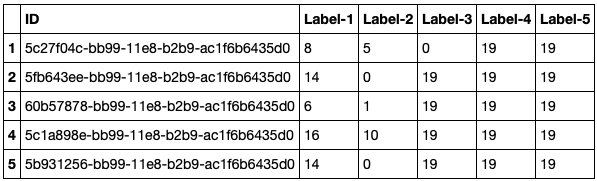 ID Label-1 Label-2 Label-3 Label-4 Label-5
1 5c27f04c-bb99-11e8-b2b9-ac1f6b6435d0 8 5 0 19 19
2 5fb643ee-bb99-11e8-b2b9-ac1f6b6435d0 14 0 19 19 19
3 60b57878-bb99-11e8-b2b9-ac1f6b6435d0 6 1 19 19 19
4 5c1a898e-bb99-11e8-b2b9-ac1f6b6435d0 16 10 19 19 19
5 5b931256-bb99-11e8-b2b9-ac1f6b6435d0 14 0 19 19 19